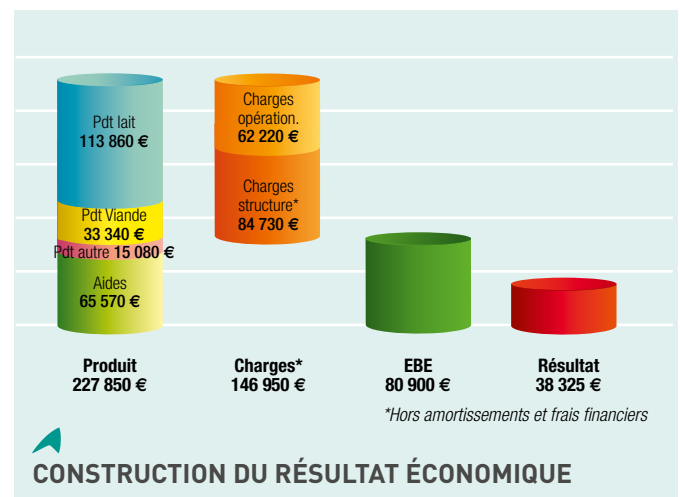 Pdt lait
113 860 €
Pdt Viande
33 340 €
Pdt autre 15 080 €
Aides
65 570 €
Charges
opération.
62 220 €
Charges
structure*
84 730 €
Produit
227 850 €
Charges*
146 950 €
EBE
80 900 €
Résultat
38 325 €
*Hors amortissements et frais financiers
CONSTRUCTION DU RÉSULTAT ÉCONOMIQUE